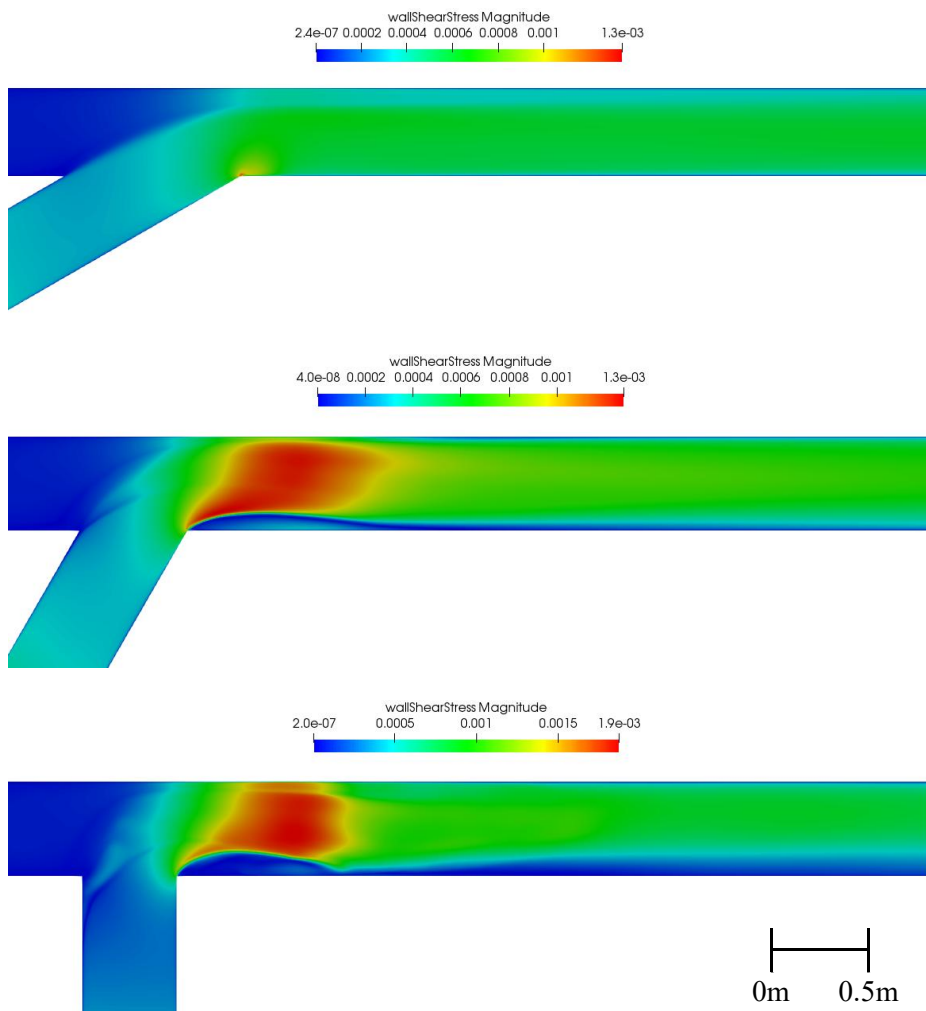 wallShearStress Magnitude
2.4e-07 0.0002 0.0004 0.0006 0.0008 0.001 1.3e-03
wallShearStress Magnitude
4.0e-08 0.0002 0.0004 0.0006 0.0008 0.001 1.3e-03
wallShearStress Magnitude
2.0e-07 0.0005 0.001 0.0015 1.9e-03
0m 0.5m